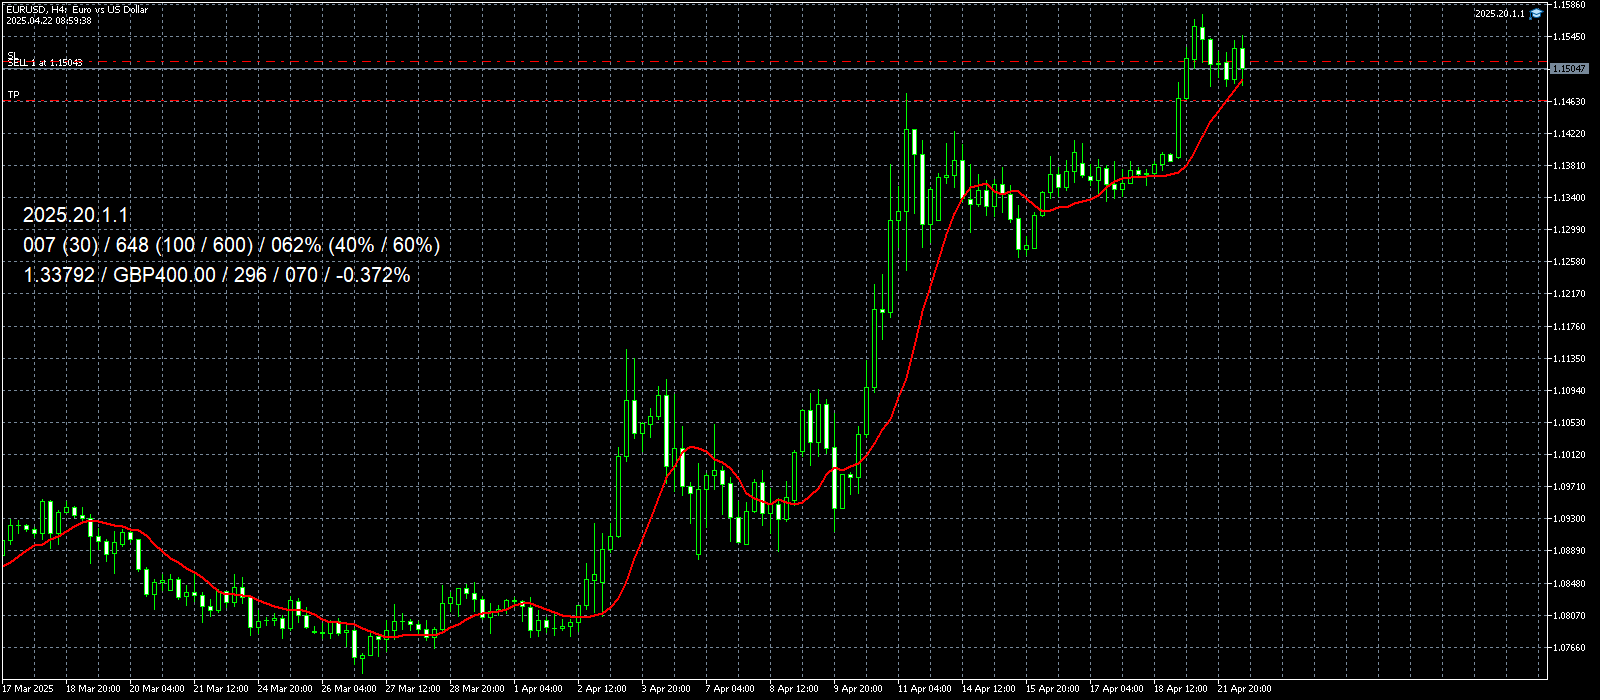 EURUSD, H4: Euro vs US Dollar
2025.04.22 08:59:38
2025.20.1.1
SL
SELL 1 at 1.15043
TP
2025.20.1.1
007 (30) / 648 (100 / 600) / 062% (40% / 60%)
1.33792 / GBP400.00 / 296 / 070 / -0.372%
1.15860
1.15450
1.15047
1.14630
1.14220
1.13810
1.13400
1.12990
1.12580
1.12170
1.11760
1.11350
1.10940
1.10530
1.10120
1.09710
1.09300
1.08890
1.08480
1.08070
1.07660
17 Mar 2025
18 Mar 20:00
20 Mar 04:00
21 Mar 12:00
24 Mar 20:00
26 Mar 04:00
27 Mar 12:00
28 Mar 20:00
1 Apr 04:00
2 Apr 12:00
3 Apr 20:00
7 Apr 04:00
8 Apr 12:00
9 Apr 20:00
11 Apr 04:00
14 Apr 12:00
15 Apr 20:00
17 Apr 04:00
18 Apr 12:00
21 Apr 20:00